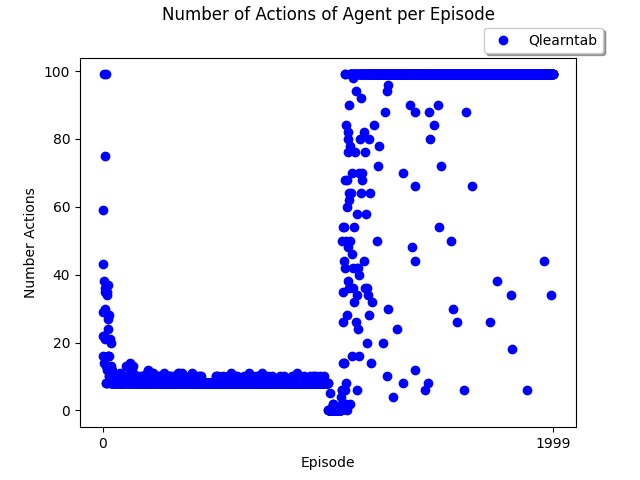 Number of Actions of Agent per Episode
Qlearntab
100
80
60
40
20
0
Number Actions
0
1999
Episode